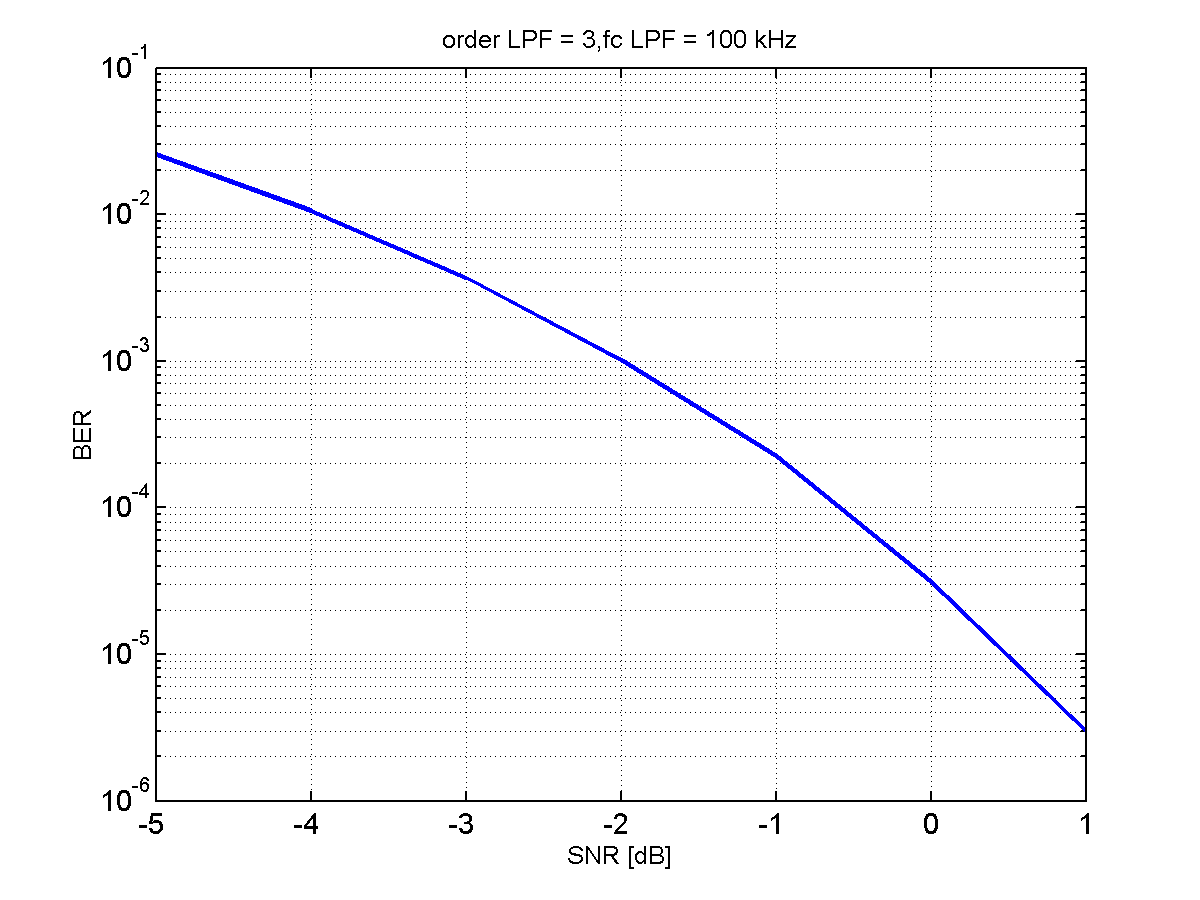 order LPF = 3,fc LPF = 100 kHz
10^-1
10^-2
10^-3
10^-4
10^-5
10^-6
BER
-5 -4 -3 -2 -1 0 1
SNR [dB]